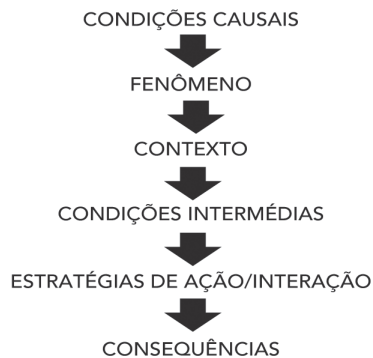 CONDIÇÕES CAUSAIS
FENÔMENO
CONTEXTO
CONDIÇÕES INTERMÉDIAS
ESTRATÉGIAS DE AÇÃO/INTERAÇÃO
CONSEQUÊNCIAS